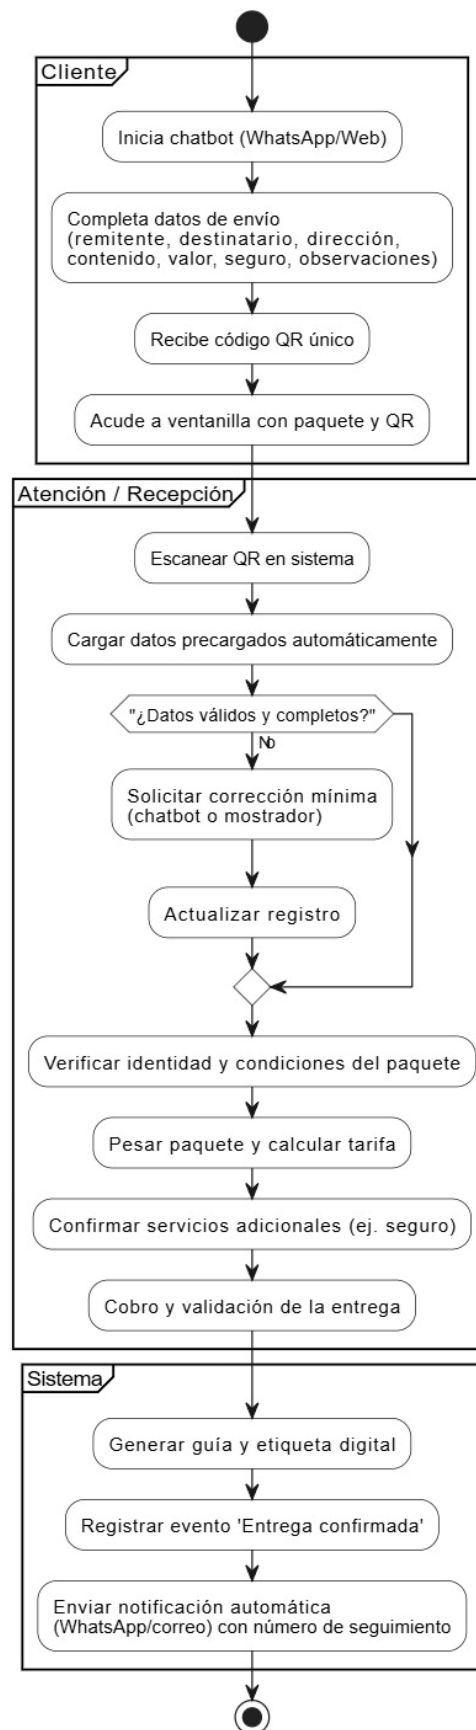 Cliente
Inicia chatbot (WhatsApp/Web)
Completa datos de envío
(remitente, destinatario, dirección,
contenido, valor, seguro, observaciones)
Recibe código QR único
Acude a ventanilla con paquete y QR
Atención / Recepción
Escanear QR en sistema
Cargar datos precargados automáticamente
"¿Datos válidos y completos?"
No
Solicitar corrección mínima
(chatbot o mostrador)
Actualizar registro
Verificar identidad y condiciones del paquete
Pesar paquete y calcular tarifa
Confirmar servicios adicionales (ej. seguro)
Cobro y validación de la entrega
Sistema
Generar guía y etiqueta digital
Registrar evento 'Entrega confirmada'
Enviar notificación automática
(WhatsApp/correo) con número de seguimiento